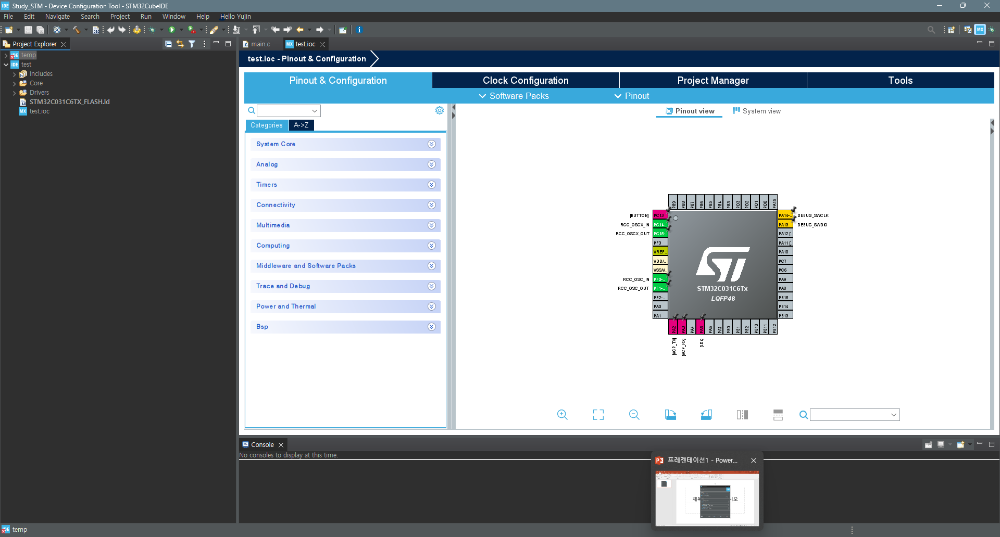 Study_STM - Device Configuration Tool - STM32CubeIDE
File Edit Navigate Search Project Run Window Help Hello Yujin
Project Explorer
temp
test
Includes
Core
Drivers
STM32C031C6TX_FLASH.ld
test.ioc
main.c
test.ioc
test.ioc - Pinout & Configuration
Pinout & Configuration
Clock Configuration
Project Manager
Tools
Software Packs
Pinout
Categories
A->Z
System Core
Analog
Timers
Connectivity
Multimedia
Computing
Middleware and Software Packs
Trace and Debug
Power and Thermal
Bsp
Pinout view
System view
PB9 PB8 PB7 PB6 PB5 PB4 PB3 PD3 PD2 PD1 PD0 PA15
[BUTTON] PC13
RCC_OSCX_IN PC14-..
RCC_OSCX_OUT PC15-..
PF3
VREF..
VDD/..
VSS/V..
RCC_OSC_IN PF0-..
RCC_OSC_OUT PF1-..
PF2-..
PA0
PA1
STM32C031C6Tx
LQFP48
PA14-.. DEBUG_SWCLK
PA13 DEBUG_SWDIO
PA12 [..
PA11 [..
PA10
PC7
PC6
PA9
PA8
PB15
PB14
PB13
PA2 PA3 PA4 PA5 PA6 PA7 PB0 PB1 PB2 PB10 PB11 PB12
[VCP_TX]
[VCP_RX]
[LD4]
Console
No consoles to display at this time.
프레젠테이션1 - Power...
temp